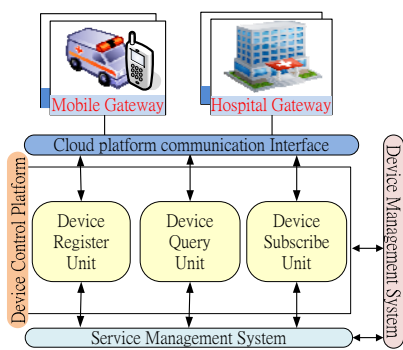 Mobile Gateway
Hospital Gateway
Cloud platform communication Interface
Device Control Platform
Device
Register
Unit
Device
Query
Unit
Device
Subscribe
Unit
Device Management System
Service Management System